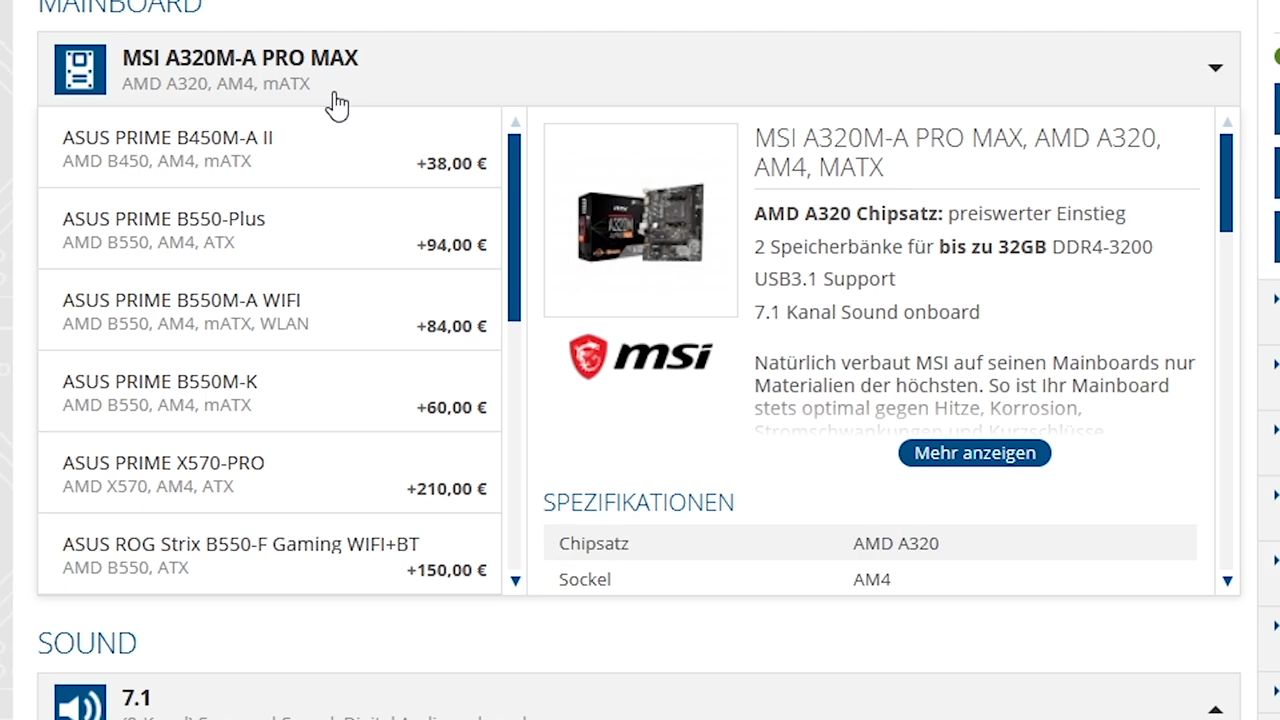 MAINBOARD
MSI A320M-A PRO MAX
AMD A320, AM4, mATX
ASUS PRIME B450M-A II
AMD B450, AM4, mATX
+38,00 €
ASUS PRIME B550-Plus
AMD B550, AM4, ATX
+94,00 €
ASUS PRIME B550M-A WIFI
AMD B550, AM4, mATX, WLAN
+84,00 €
ASUS PRIME B550M-K
AMD B550, AM4, mATX
+60,00 €
ASUS PRIME X570-PRO
AMD X570, AM4, ATX
+210,00 €
ASUS ROG Strix B550-F Gaming WIFI+BT
AMD B550, ATX
+150,00 €
msi
MSI A320M-A PRO MAX, AMD A320,
AM4, MATX
AMD A320 Chipsatz: preiswerter Einstieg
2 Speicherbänke für bis zu 32GB DDR4-3200
USB3.1 Support
7.1 Kanal Sound onboard
Natürlich verbaut MSI auf seinen Mainboards nur
Materialien der höchsten. So ist Ihr Mainboard
stets optimal gegen Hitze, Korrosion,
Stromschwankungen und Kurzschlüsse
Mehr anzeigen
SPEZIFIKATIONEN
Chipsatz AMD A320
Sockel AM4
SOUND
7.1